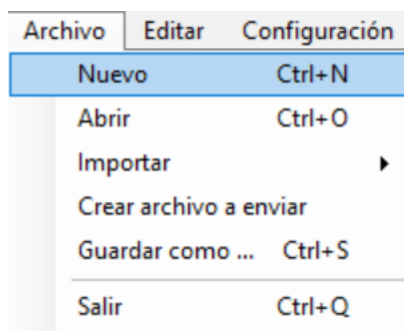 Archivo Editar Configuración
Nuevo Ctrl+N
Abrir Ctrl+O
Importar
Crear archivo a enviar
Guardar como ... Ctrl+S
Salir Ctrl+Q